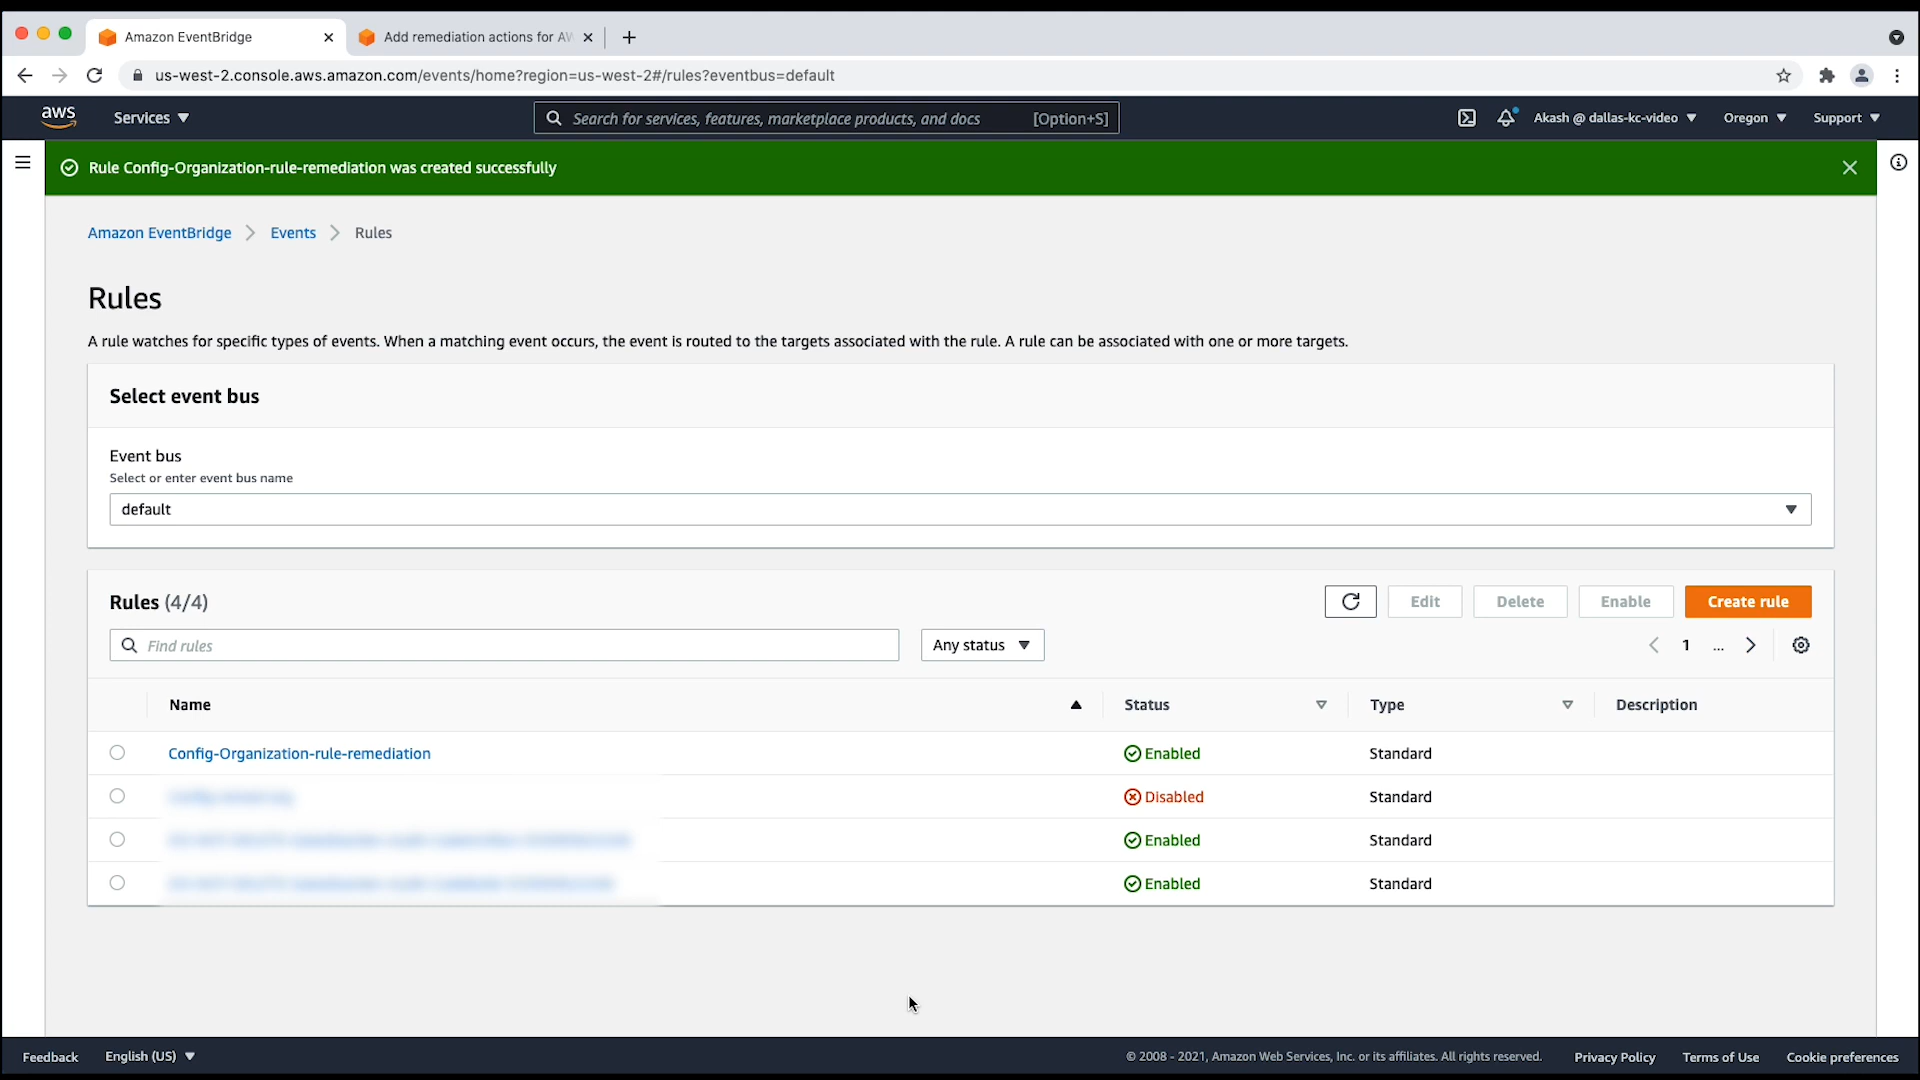 Amazon EventBridge
Add remediation actions for AW
us-west-2.console.aws.amazon.com/events/home?region=us-west-2#/rules?eventbus=default
aws
Services
Search for services, features, marketplace products, and docs
[Option+S]
Akash @ dallas-kc-video
Oregon
Support
Rule Config-Organization-rule-remediation was created successfully
Amazon EventBridge
Events
Rules
Rules
A rule watches for specific types of events. When a matching event occurs, the event is routed to the targets associated with the rule. A rule can be associated with one or more targets.
Select event bus
Event bus
Select or enter event bus name
default
Rules (4/4)
Edit
Delete
Enable
Create rule
Find rules
Any status
1
...
Name
Status
Type
Description
Config-Organization-rule-remediation
Enabled
Standard
Disabled
Standard
Enabled
Standard
Enabled
Standard
Feedback
English (US)
© 2008 - 2021, Amazon Web Services, Inc. or its affiliates. All rights reserved.
Privacy Policy
Terms of Use
Cookie preferences